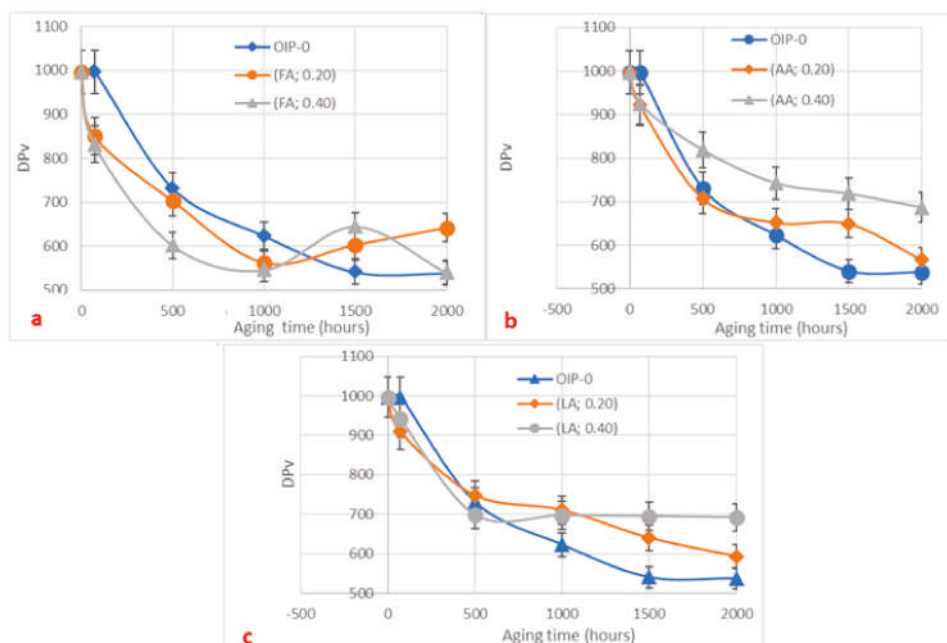 1100
1000
900
800
700
600
500
DPv
OIP-0
(FA; 0.20)
(FA; 0.40)
0 500 1000 1500 2000
Aging time (hours)
a
1100
1000
900
800
700
600
500
DPv
OIP-0
(AA; 0.20)
(AA; 0.40)
-500 0 500 1000 1500 2000
Aging time (hours)
b
1100
1000
900
800
700
600
500
DPv
OIP-0
(LA; 0.20)
(LA; 0.40)
-500 0 500 1000 1500 2000
Aging time (hours)
c